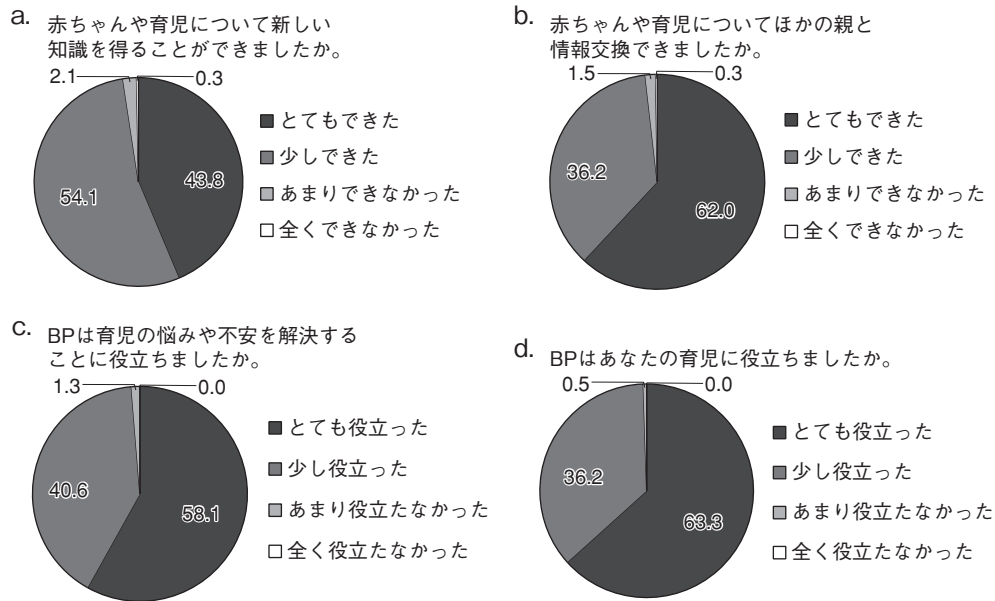 a. 赤ちゃんや育児について新しい
知識を得ることができましたか。
2.1
0.3
54.1
43.8
■とてもできた
■少しできた
■あまりできなかった
□全くできなかった
b. 赤ちゃんや育児についてほかの親と
情報交換できましたか。
1.5
0.3
36.2
62.0
■とてもできた
■少しできた
■あまりできなかった
□全くできなかった
c. BPは育児の悩みや不安を解決する
ことに役立ちましたか。
1.3
0.0
40.6
58.1
■とても役立った
■少し役立った
■あまり役立たなかった
□全く役立たなかった
d. BPはあなたの育児に役立ちましたか。
0.5
0.0
36.2
63.3
■とても役立った
■少し役立った
■あまり役立たなかった
□全く役立たなかった